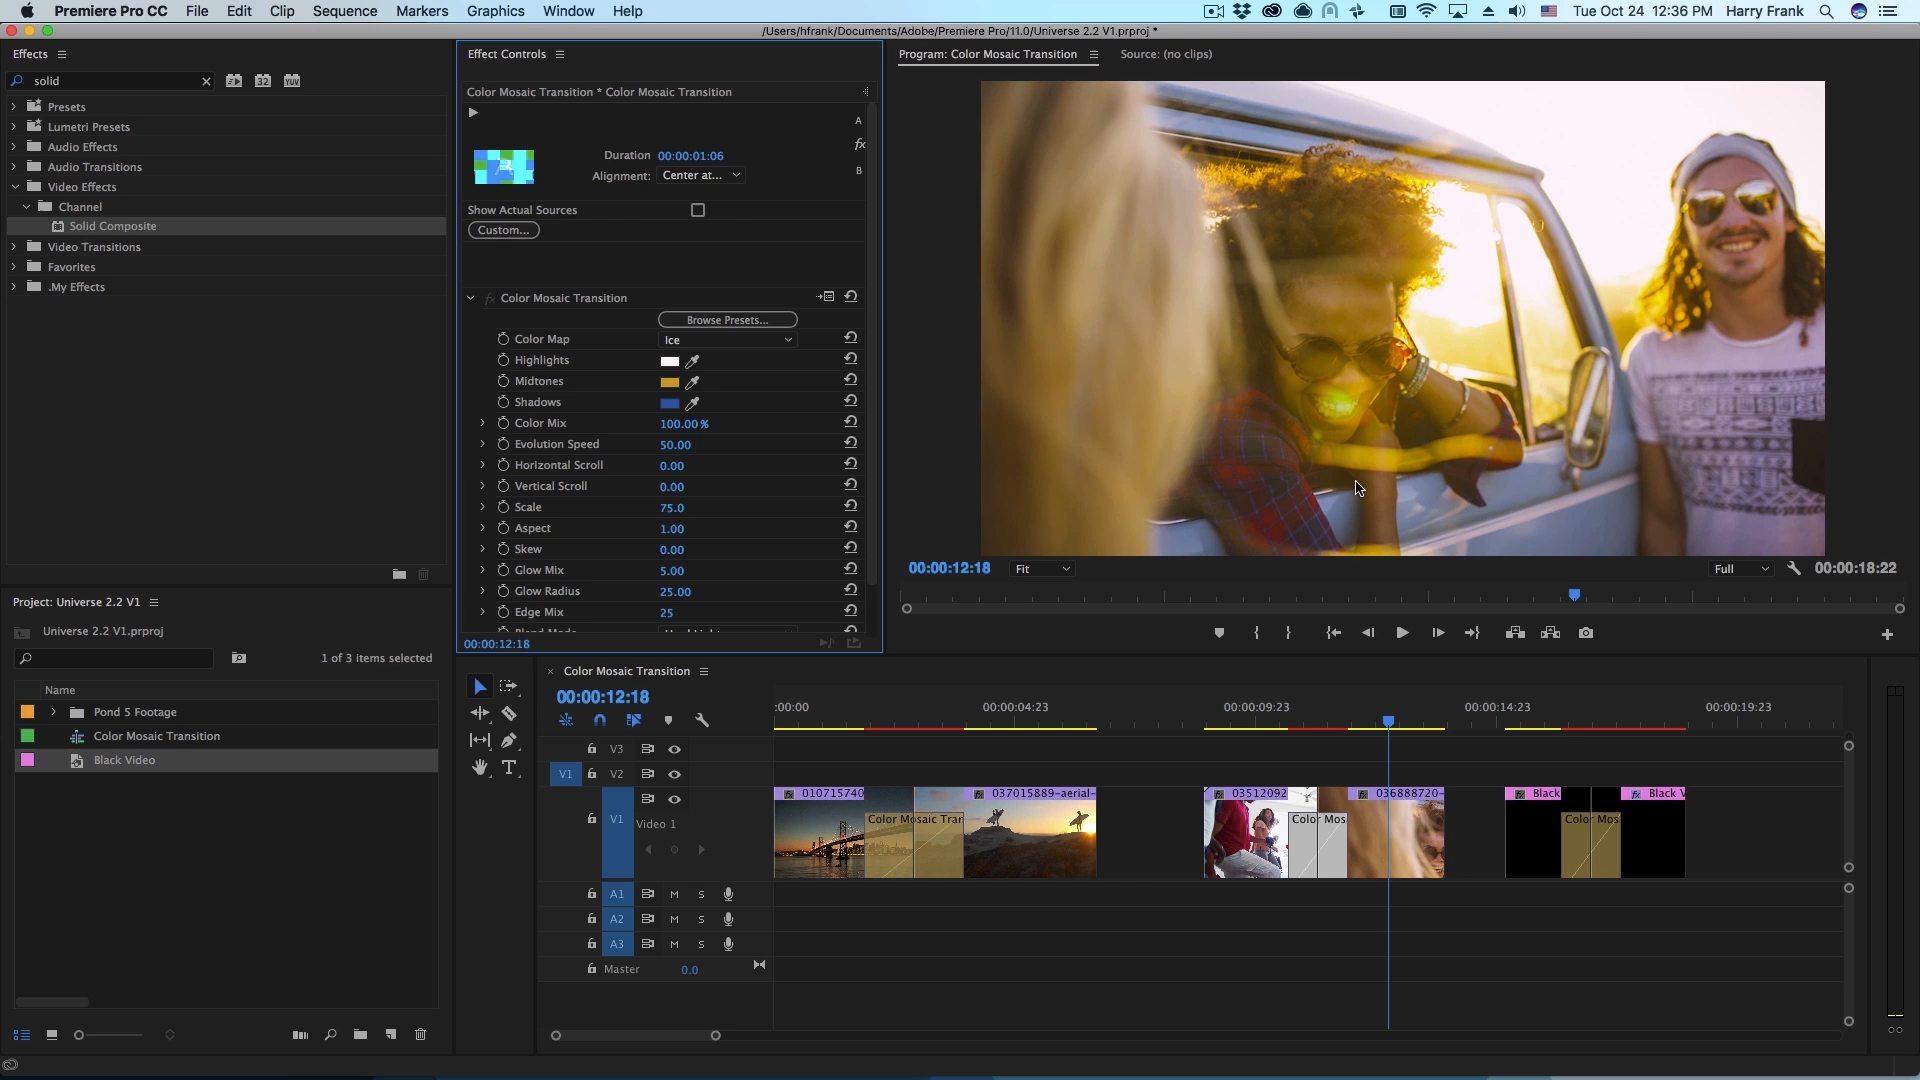 Premiere Pro CC File Edit Clip Sequence Markers Graphics Window Help Tue Oct 24 12:36 PM Harry Frank
/Users/hfrank/Documents/Adobe/Premiere Pro/11.0/Universe 2.2 V1.prproj *
Effects
solid
32
YUV
Presets
Lumetri Presets
Audio Effects
Audio Transitions
Video Effects
Channel
Solid Composite
Video Transitions
Favorites
.My Effects
Effect Controls
Color Mosaic Transition * Color Mosaic Transition
A
fx
B
Duration 00:00:01:06
Alignment: Center at...
Show Actual Sources
Custom...
fx Color Mosaic Transition
Browse Presets...
Color Map Ice
Highlights
Midtones
Shadows
Color Mix 100.00 %
Evolution Speed 50.00
Horizontal Scroll 0.00
Vertical Scroll 0.00
Scale 75.0
Aspect 1.00
Skew 0.00
Glow Mix 5.00
Glow Radius 25.00
Edge Mix 25
00:00:12:18
Program: Color Mosaic Transition Source: (no clips)
00:00:12:18 Fit Full 00:00:18:22
Project: Universe 2.2 V1
Universe 2.2 V1.prproj
1 of 3 items selected
Name
Pond 5 Footage
Color Mosaic Transition
Black Video
× Color Mosaic Transition
00:00:12:18
:00:00 00:00:04:23 00:00:09:23 00:00:14:23 00:00:19:23
V3
V1 V2
V1 Video 1
fx 010715740
Color Mosaic Tran
fx 037015889-aerial-
fx 03512092
Color Mos
fx 036888720-
fx Black
Color Mos
fx Black V
A1 M S
A2 M S
A3 M S
Master 0.0